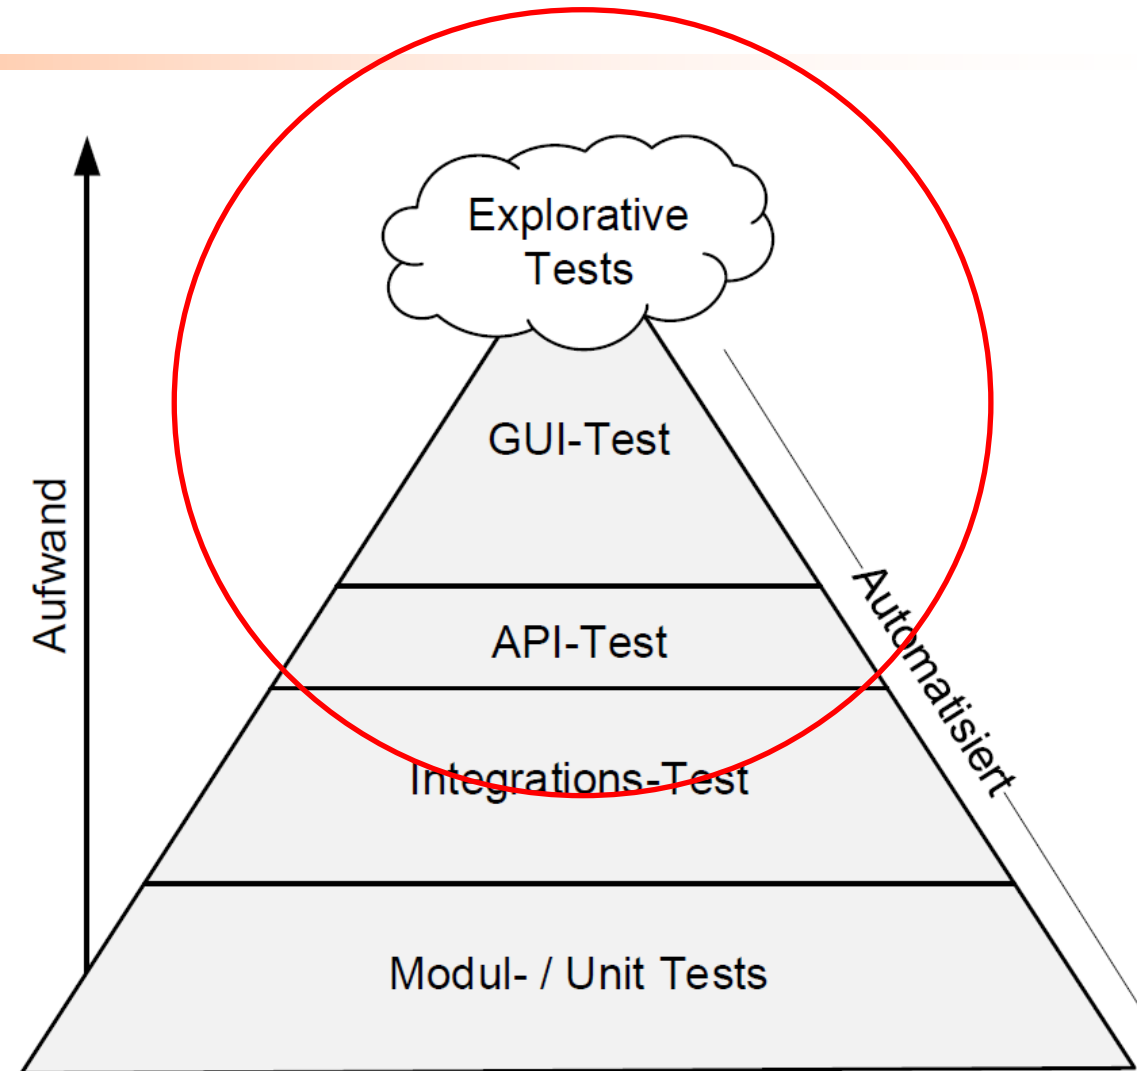 Explorative
Tests
GUI-Test
Aufwand
API-Test
Automatisiert
Integrations-Test
Modul- / Unit Tests